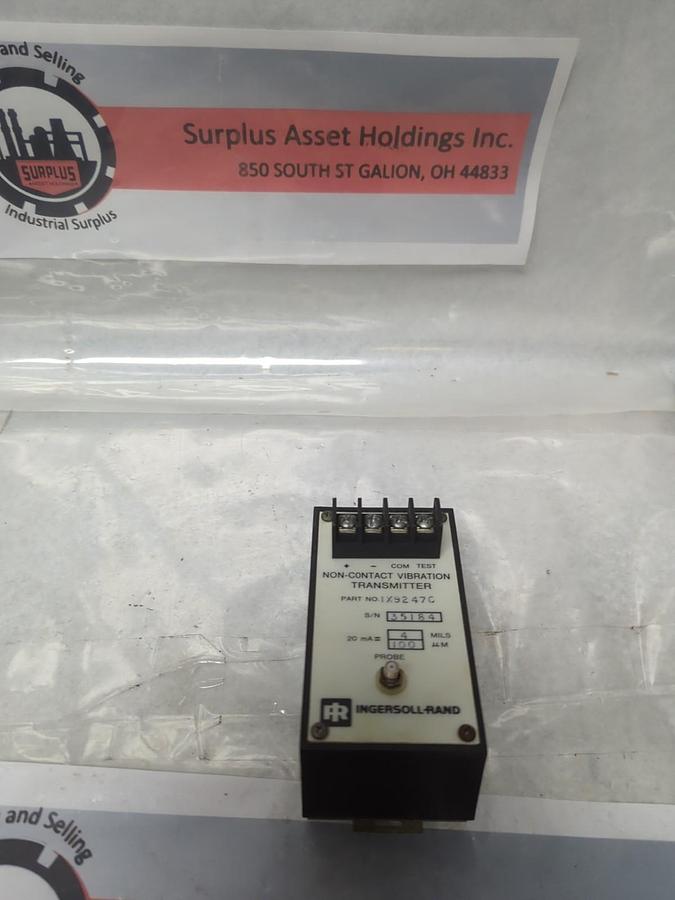 and Selling
SURPLUS
Industrial Surplus
Surplus Asset Holdings Inc.
850 SOUTH ST GALION, OH 44833
+ − COM TEST
NON-CONTACT VIBRATION
TRANSMITTER
PART NO. 1X9247C
S/N 35184
20 mA = 4 MILS
100 µM
PROBE
IR INGERSOLL-RAND
and Selling